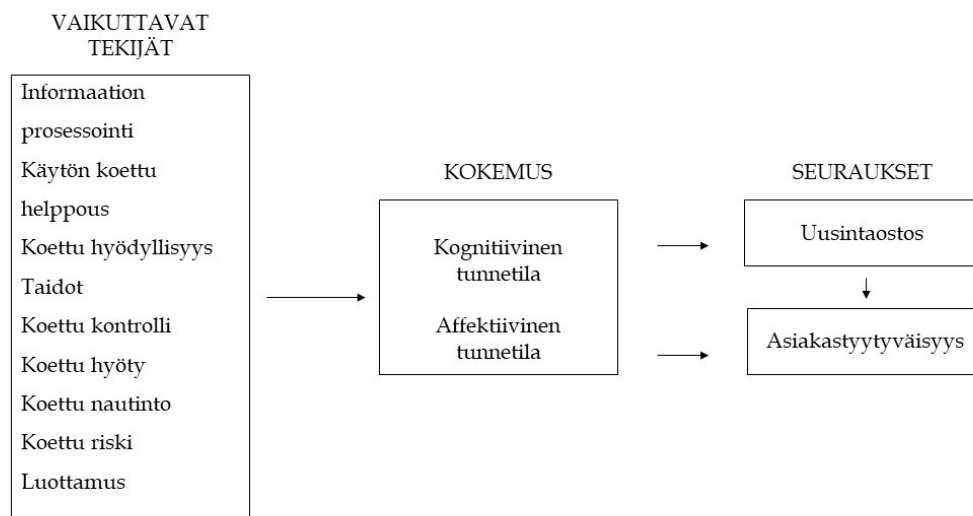 VAIKUTTAVAT
TEKIJÄT
Informaation
prosessointi
Käytön koettu
helppous
Koettu hyödyllisyys
Taidot
Koettu kontrolli
Koettu hyöty
Koettu nautinto
Koettu riski
Luottamus
KOKEMUS
Kognitiivinen
tunnetila
Affektiivinen
tunnetila
SEURAUKSET
Uusintaostos
Asiakastyytyväisyys